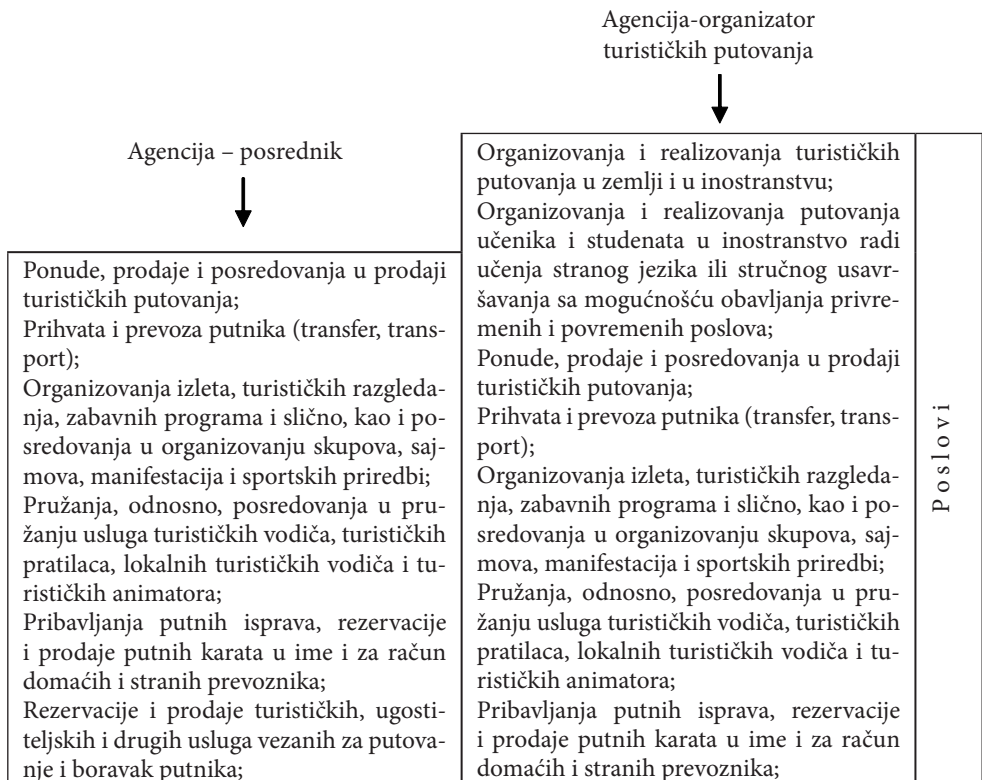 Agencija-organizator
turističkih putovanja
Agencija – posrednik
Ponude, prodaje i posredovanja u prodaji
turističkih putovanja;
Prihvata i prevoza putnika (transfer, trans-
port);
Organizovanja izleta, turističkih razgleda-
nja, zabavnih programa i slično, kao i po-
sredovanja u organizovanju skupova, saj-
mova, manifestacija i sportskih priredbi;
Pružanja, odnosno, posredovanja u pru-
žanju usluga turističkih vodiča, turističkih
pratilaca, lokalnih turističkih vodiča i tu-
rističkih animatora;
Pribavljanja putnih isprava, rezervacije
i prodaje putnih karata u ime i za račun
domaćih i stranih prevoznika;
Rezervacije i prodaje turističkih, ugosti-
teljskih i drugih usluga vezanih za putova-
nje i boravak putnika;
Organizovanja i realizovanja turističkih
putovanja u zemlji i u inostranstvu;
Organizovanja i realizovanja putovanja
učenika i studenata u inostranstvo radi
učenja stranog jezika ili stručnog usavr-
šavanja sa mogućnošću obavljanja privre-
menih i povremenih poslova;
Ponude, prodaje i posredovanja u prodaji
turističkih putovanja;
Prihvata i prevoza putnika (transfer, trans-
port);
Organizovanja izleta, turističkih razgleda-
nja, zabavnih programa i slično, kao i po-
sredovanja u organizovanju skupova, saj-
mova, manifestacija i sportskih priredbi;
Pružanja, odnosno, posredovanja u pru-
žanju usluga turističkih vodiča, turističkih
pratilaca, lokalnih turističkih vodiča i tu-
rističkih animatora;
Pribavljanja putnih isprava, rezervacije
i prodaje putnih karata u ime i za račun
domaćih i stranih prevoznika;
Poslovi